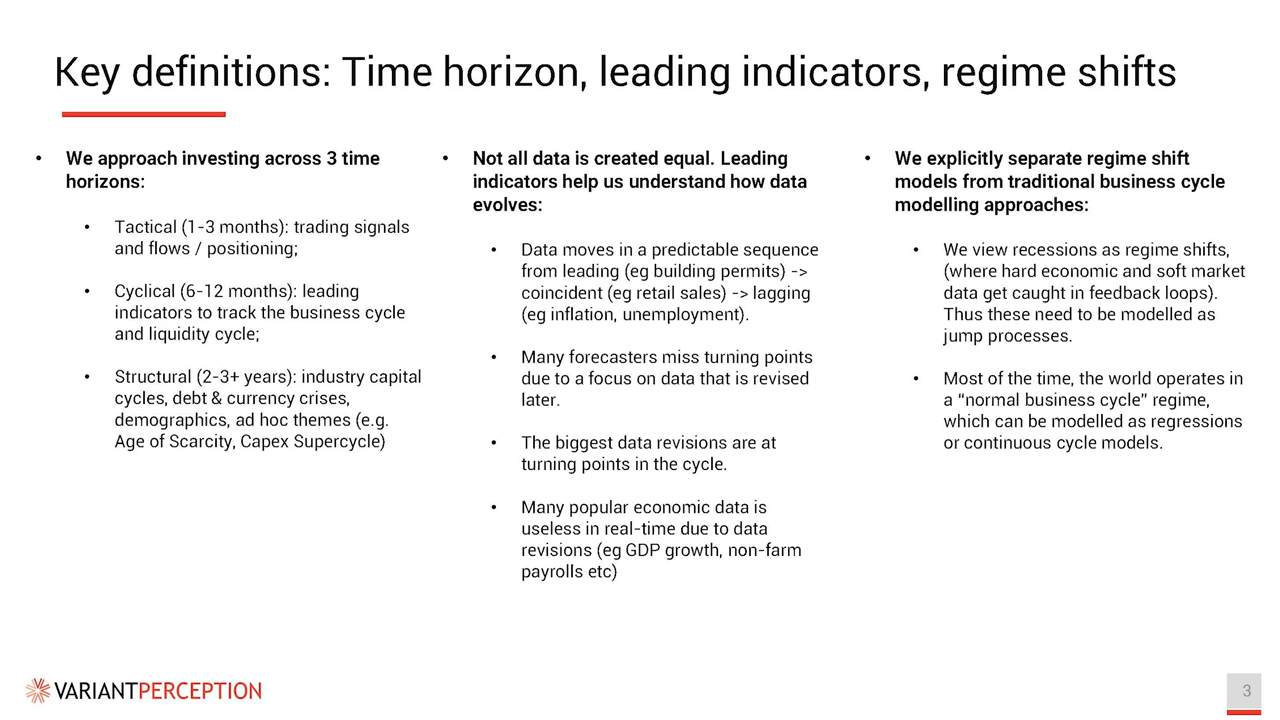 Key definitions: Time horizon, leading indicators, regime shifts
• We approach investing across 3 time
horizons:
• Tactical (1-3 months): trading signals
and flows / positioning;
• Cyclical (6-12 months): leading
indicators to track the business cycle
and liquidity cycle;
• Structural (2-3+ years): industry capital
cycles, debt & currency crises,
demographics, ad hoc themes (e.g.
Age of Scarcity, Capex Supercycle)
• Not all data is created equal. Leading
indicators help us understand how data
evolves:
• Data moves in a predictable sequence
from leading (eg building permits) ->
coincident (eg retail sales) -> lagging
(eg inflation, unemployment).
• Many forecasters miss turning points
due to a focus on data that is revised
later.
• The biggest data revisions are at
turning points in the cycle.
• Many popular economic data is
useless in real-time due to data
revisions (eg GDP growth, non-farm
payrolls etc)
• We explicitly separate regime shift
models from traditional business cycle
modelling approaches:
• We view recessions as regime shifts,
(where hard economic and soft market
data get caught in feedback loops).
Thus these need to be modelled as
jump processes.
• Most of the time, the world operates in
a “normal business cycle” regime,
which can be modelled as regressions
or continuous cycle models.
VARIANTPERCEPTION
3